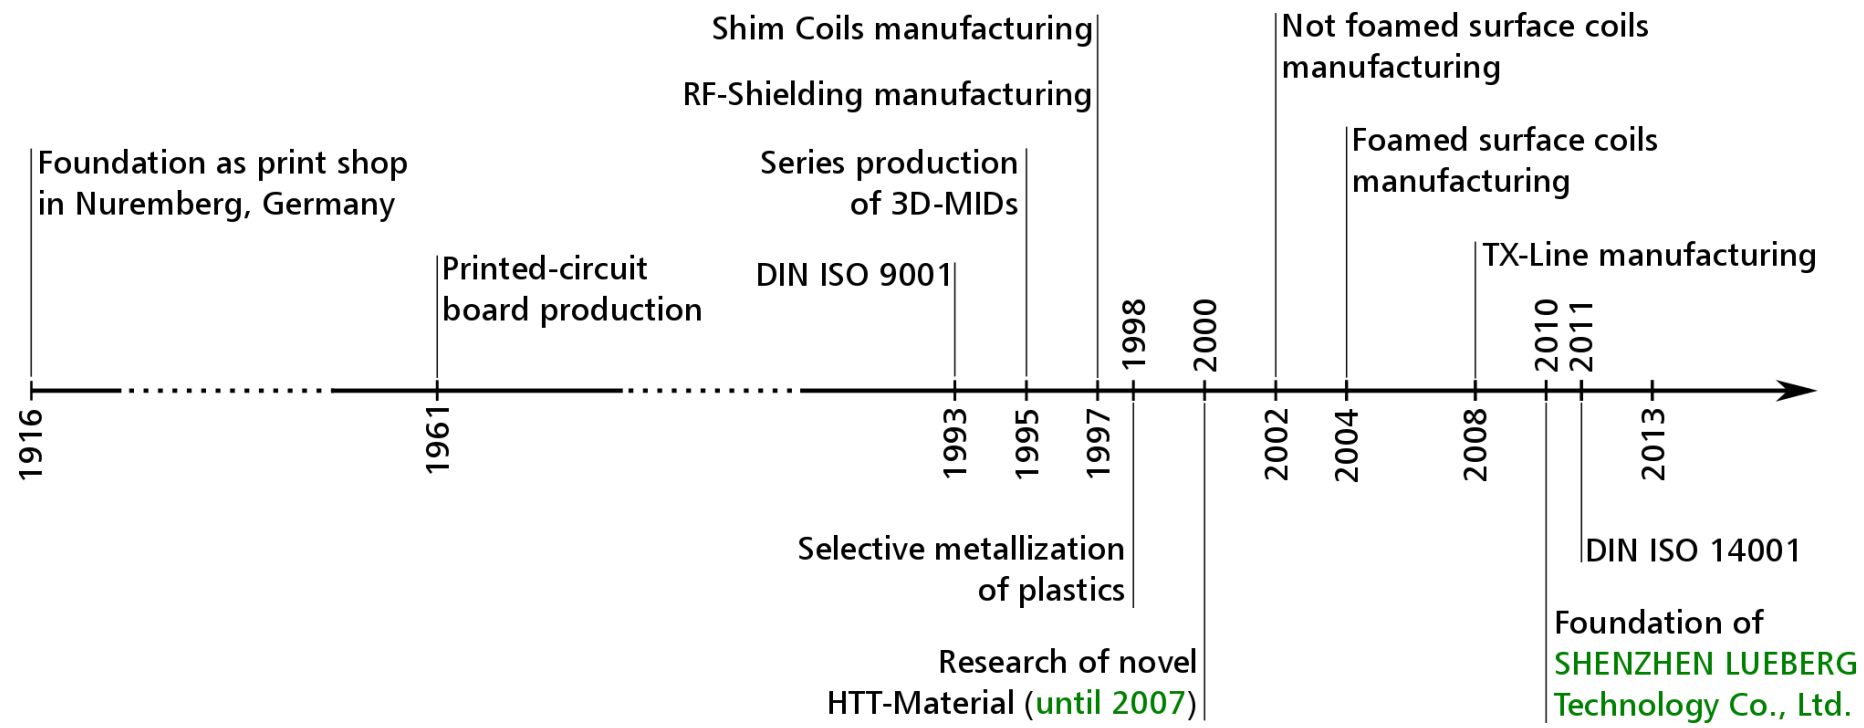 Shim Coils manufacturing
RF-Shielding manufacturing
Not foamed surface coils
manufacturing
Foundation as print shop
in Nuremberg, Germany
Series production
of 3D-MIDs
Foamed surface coils
manufacturing
Printed-circuit
board production
DIN ISO 9001
TX-Line manufacturing
1998
2000
2010
2011
1916
1961
1993
1995
1997
2002
2004
2008
2013
Selective metallization
of plastics
DIN ISO 14001
Research of novel
HTT-Material (until 2007)
Foundation of
SHENZHEN LUEBERG
Technology Co., Ltd.